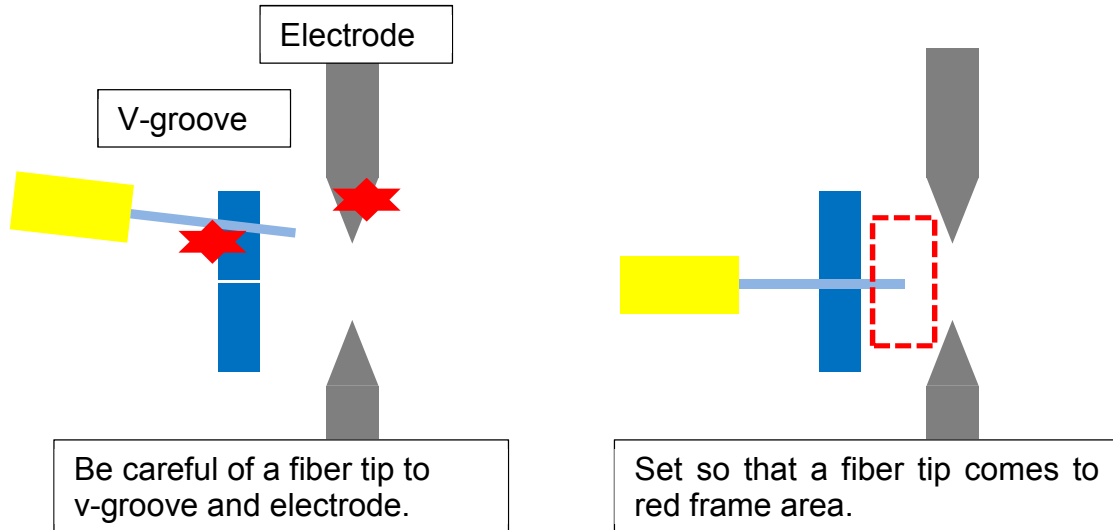 Electrode
V-groove
Be careful of a fiber tip to
v-groove and electrode.
Set so that a fiber tip comes to
red frame area.